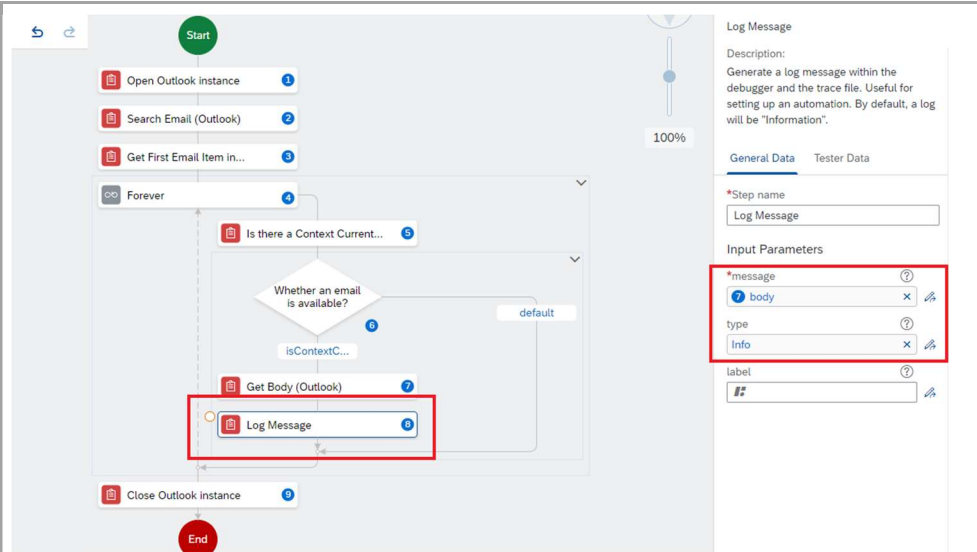 Start
Open Outlook instance 1
Search Email (Outlook) 2
Get First Email Item in... 3
Forever 4
Is there a Context Current... 5
Whether an email
is available?
6
default
isContextC...
Get Body (Outlook) 7
Log Message 8
Close Outlook instance 9
End
100%
Log Message
Description:
Generate a log message within the
debugger and the trace file. Useful for
setting up an automation. By default, a log
will be "Information".
General Data Tester Data
*Step name
Log Message
Input Parameters
*message ?
7 body
type ?
Info
label ?